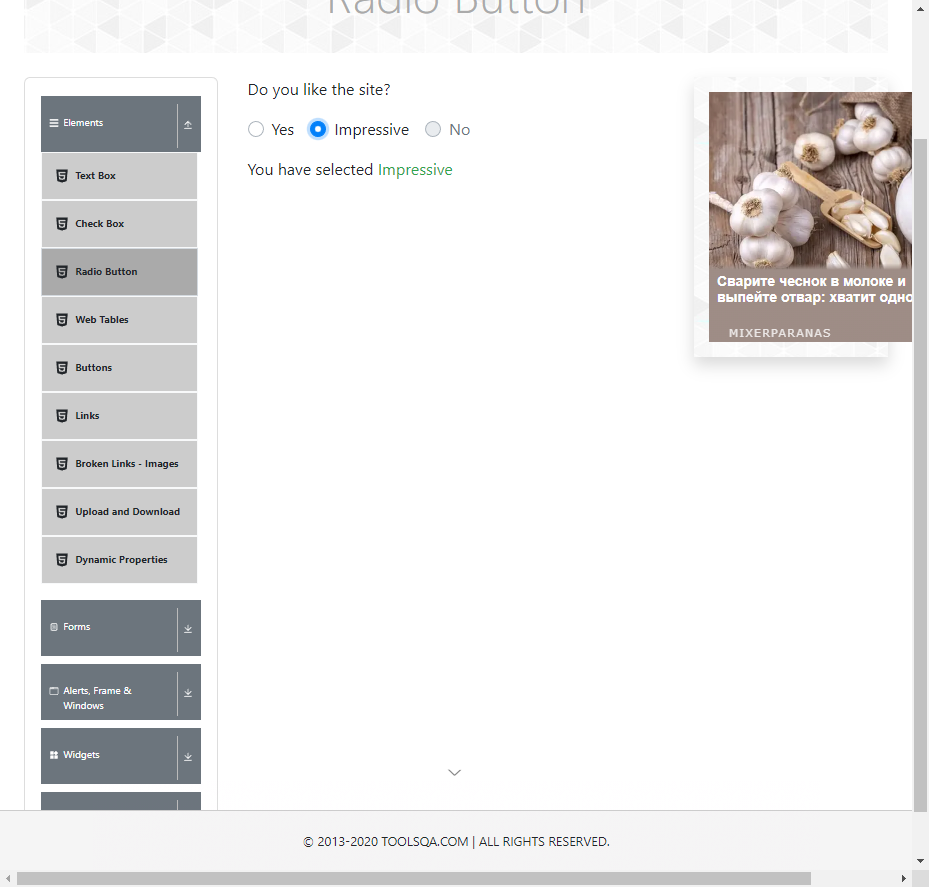 Radio Button
Do you like the site?
Yes
Impressive
No
You have selected Impressive
Elements
Text Box
Check Box
Radio Button
Web Tables
Buttons
Links
Broken Links - Images
Upload and Download
Dynamic Properties
Forms
Alerts, Frame &
Windows
Widgets
Сварите чеснок в молоке и
выпейте отвар: хватит одно
MIXERPARANAS
© 2013-2020 TOOLSQA.COM | ALL RIGHTS RESERVED.